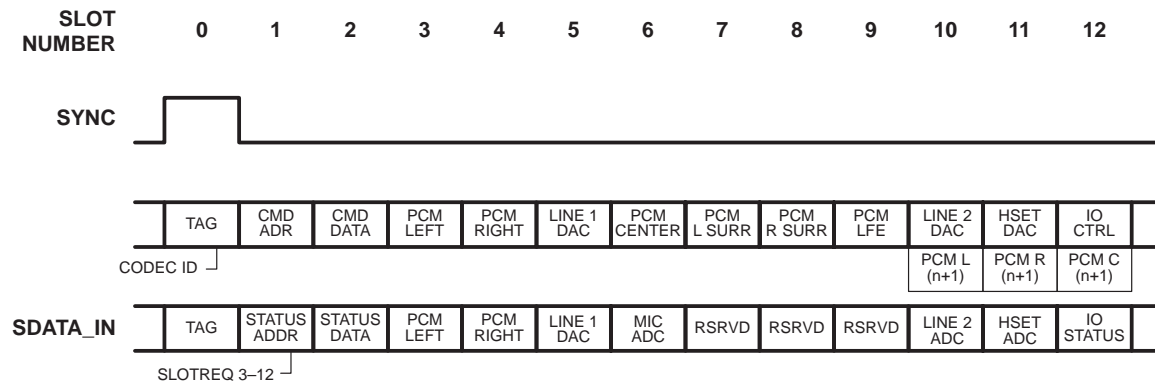 SLOT NUMBER 0 1 2 3 4 5 6 7 8 9 10 11 12
SYNC
TAG CMD ADR CMD DATA PCM LEFT PCM RIGHT LINE 1 DAC PCM CENTER PCM L SURR PCM R SURR PCM LFE LINE 2 DAC HSET DAC IO CTRL
CODEC ID PCM L (n+1) PCM R (n+1) PCM C (n+1)
SDATA_IN TAG STATUS ADDR STATUS DATA PCM LEFT PCM RIGHT LINE 1 DAC MIC ADC RSRVD RSRVD RSRVD LINE 2 ADC HSET ADC IO STATUS
SLOTREQ 3–12